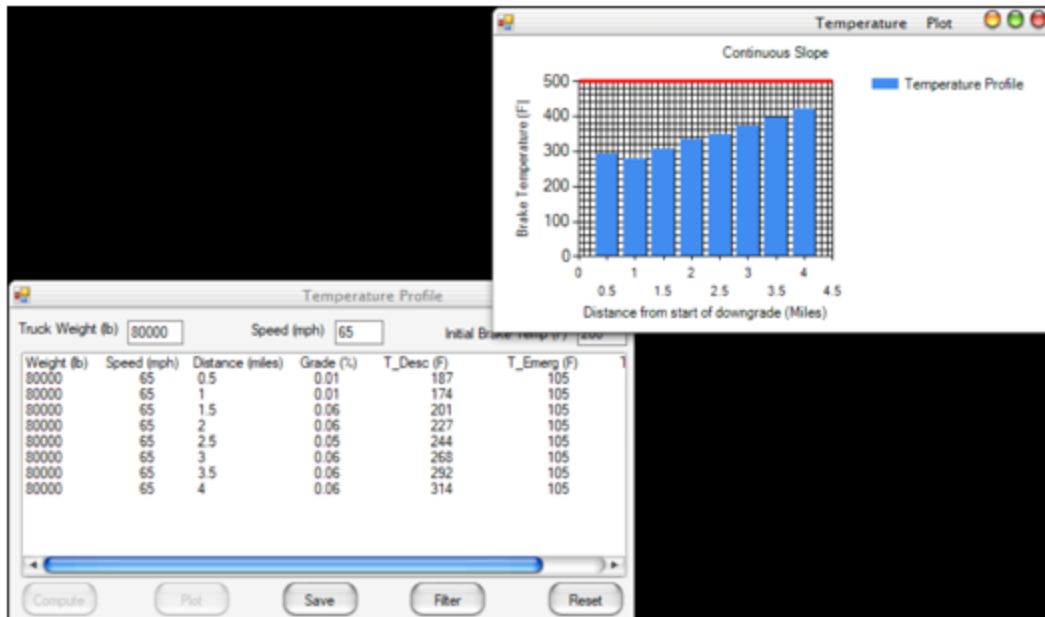 Temperature Plot
Continuous Slope
Temperature Profile
Brake Temperature (F)
500
400
300
200
100
0
0 1 2 3 4
0.5 1.5 2.5 3.5 4.5
Distance from start of downgrade (Miles)
Temperature Profile
Truck Weight (lb) 80000 Speed (mph) 65 Initial Brake Temp (F) 200
Weight (lb) Speed (mph) Distance (miles) Grade (%) T_Desc (F) T_Emerg (F) T
80000 65 0.5 0.01 187 105
80000 65 1 0.01 174 105
80000 65 1.5 0.06 201 105
80000 65 2 0.06 227 105
80000 65 2.5 0.05 244 105
80000 65 3 0.06 268 105
80000 65 3.5 0.06 292 105
80000 65 4 0.06 314 105
Compute Plot Save Filter Reset